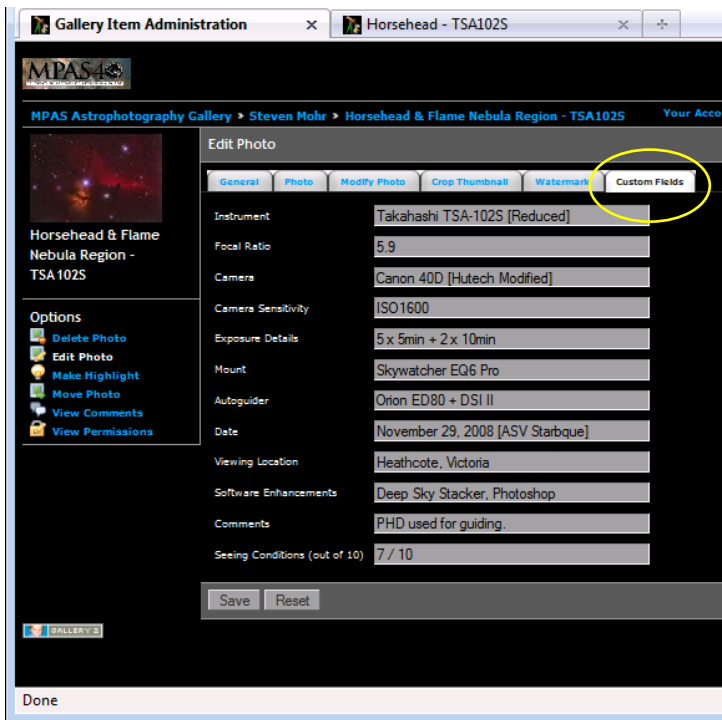 Gallery Item Administration
Horsehead - TSA102S
MPAS
MPAS Astrophotography Gallery > Steven Mohr > Horsehead & Flame Nebula Region - TSA102S
Your Acco
Edit Photo
General Photo Modify Photo Crop Thumbnail Watermark Custom Fields
Horsehead & Flame
Nebula Region -
TSA102S
Options
Delete Photo
Edit Photo
Make Highlight
Move Photo
View Comments
View Permissions
Instrument Takahashi TSA-102S [Reduced]
Focal Ratio 5.9
Camera Canon 40D [Hutech Modified]
Camera Sensitivity ISO1600
Exposure Details 5 x 5min + 2 x 10min
Mount Skywatcher EQ6 Pro
Autoguider Orion ED80 + DSI II
Date November 29, 2008 [ASV Starbque]
Viewing Location Heathcote, Victoria
Software Enhancements Deep Sky Stacker, Photoshop
Comments PHD used for guiding.
Seeing Conditions (out of 10) 7 / 10
Save Reset
GALLERY 2
Done